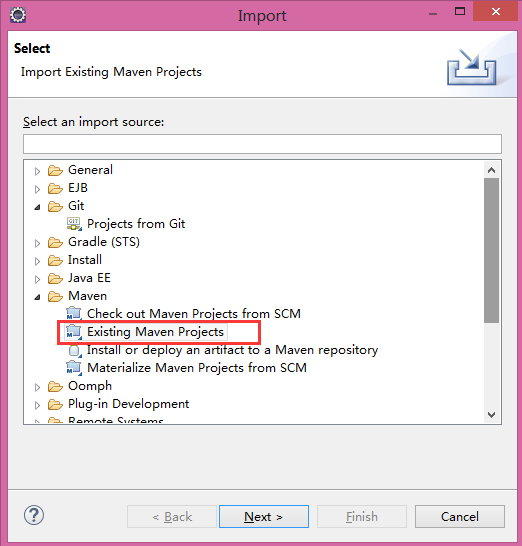 Import
Select
Import Existing Maven Projects
Select an import source:
General
EJB
Git
GIT
Projects from Git
Gradle (STS)
Install
Java EE
Maven
M
Check out Maven Projects from SCM
M
Existing Maven Projects
Install or deploy an artifact to a Maven repository
M
Materialize Maven Projects from SCM
Oomph
Plug-in Development
Remote Systems
?
< Back
Next >
Finish
Cancel